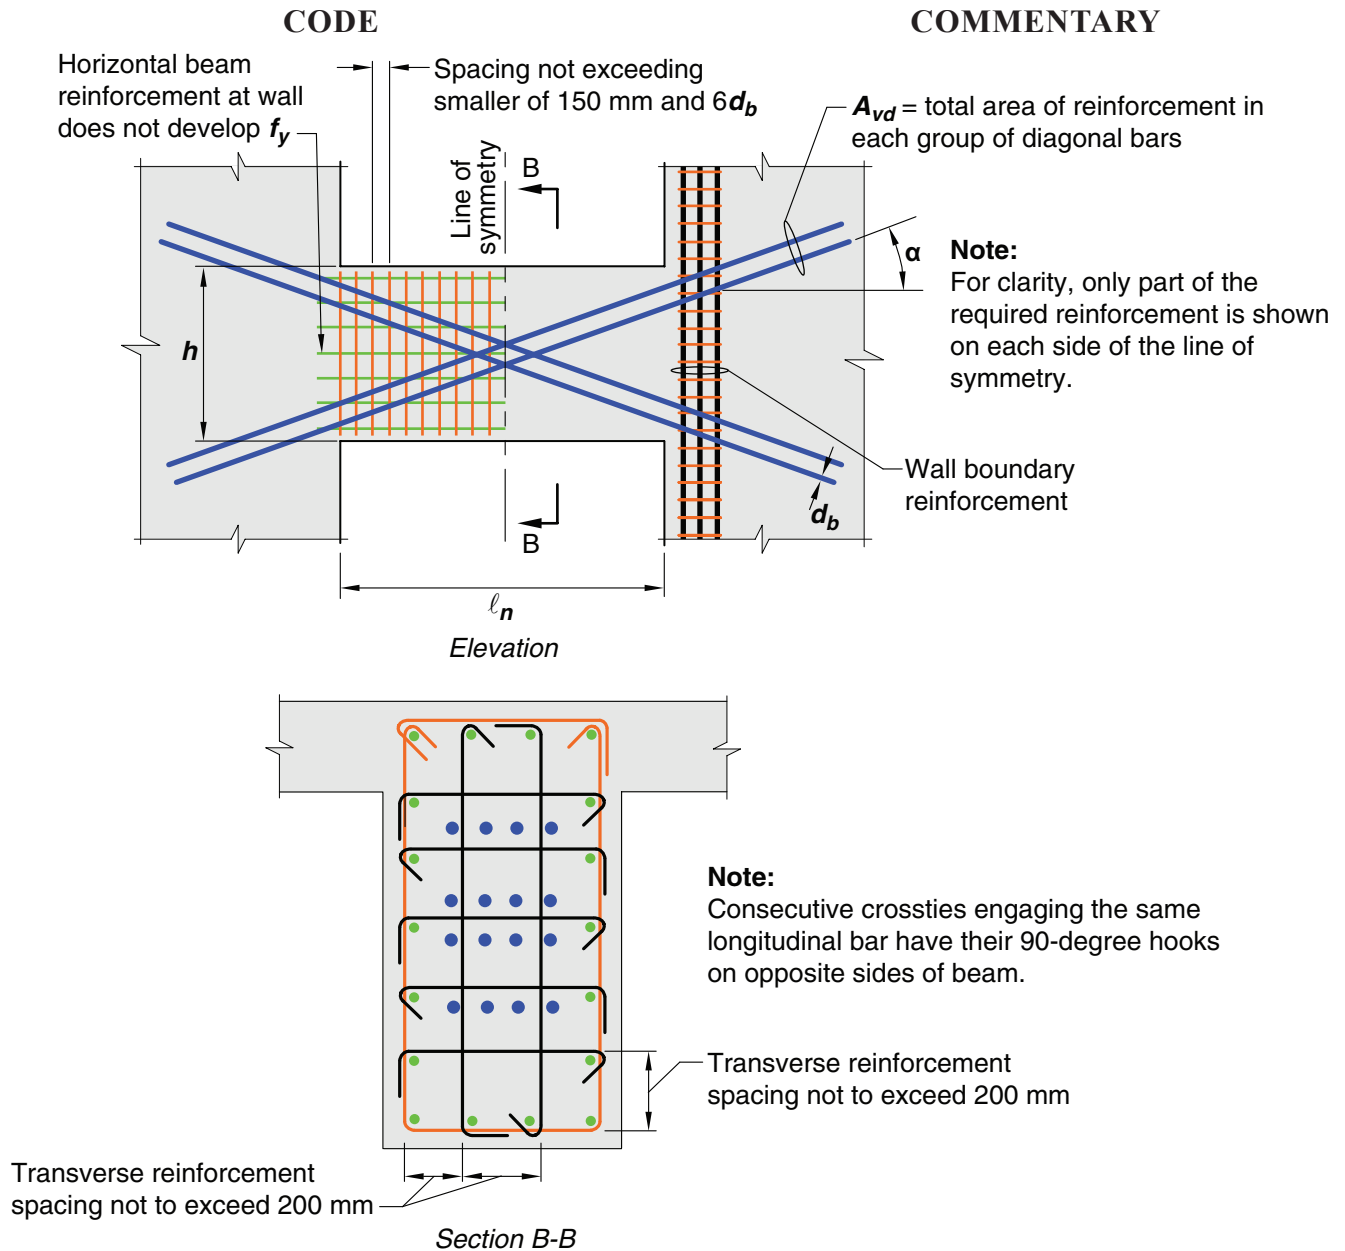 CODE
COMMENTARY
Horizontal beam
reinforcement at wall
does not develop fy
Spacing not exceeding
smaller of 150 mm and 6db
Avd = total area of reinforcement in
each group of diagonal bars
Line of
symmetry
B
α
Note:
For clarity, only part of the
required reinforcement is shown
on each side of the line of
symmetry.
h
Wall boundary
reinforcement
db
B
ℓn
Elevation
Note:
Consecutive crossties engaging the same
longitudinal bar have their 90-degree hooks
on opposite sides of beam.
Transverse reinforcement
spacing not to exceed 200 mm
Transverse reinforcement
spacing not to exceed 200 mm
Section B-B